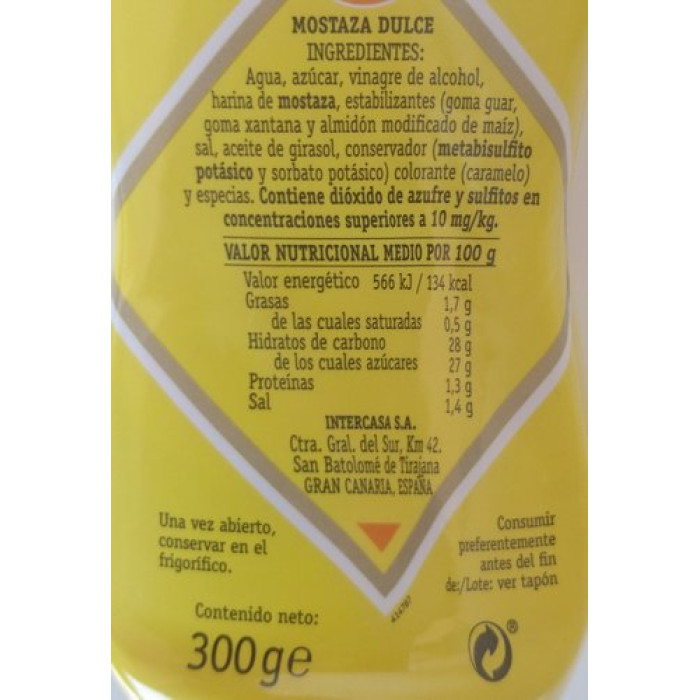 MOSTAZA DULCE
INGREDIENTES:
Agua, azúcar, vinagre de alcohol,
harina de mostaza, estabilizantes (goma guar,
goma xantana y almidón modificado de maíz),
sal, aceite de girasol, conservador (metabisulfito
potásico y sorbato potásico) colorante (caramelo)
y especias. Contiene dióxido de azufre y sulfitos en
concentraciones superiores a 10 mg/kg.
VALOR NUTRICIONAL MEDIO POR 100 g
Valor energético 566 kJ / 134 kcal
Grasas 1,7 g
de las cuales saturadas 0,5 g
Hidratos de carbono 28 g
de los cuales azúcares 27 g
Proteínas 1,3 g
Sal 1,4 g
INTERCASA S.A.
Ctra. Gral. del Sur, Km 42.
San Batolomé de Tirajana
GRAN CANARIA, ESPAÑA
Una vez abierto,
conservar en el
frigorífico.
Consumir
preferentemente
antes del fin
de:/Lote: ver tapón
Contenido neto:
300 g e
®